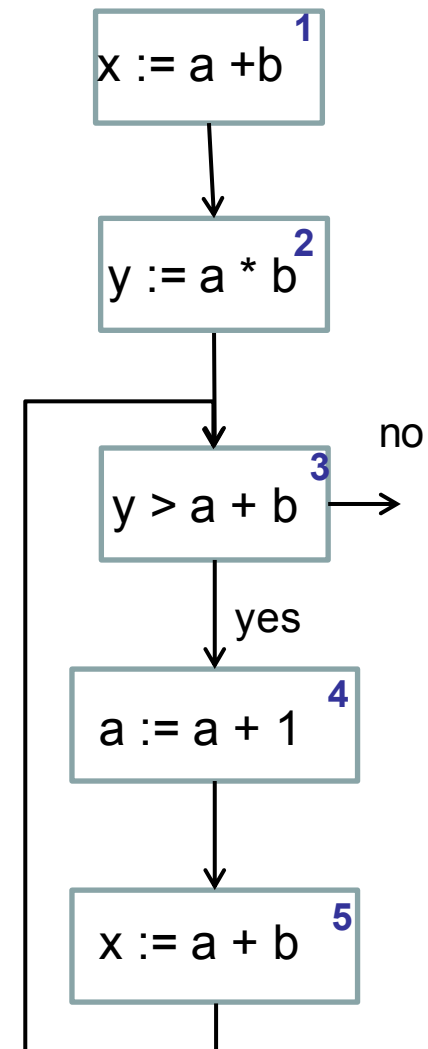 1
x := a +b
2
y := a * b
no
3
y > a + b
yes
4
a := a + 1
5
x := a + b